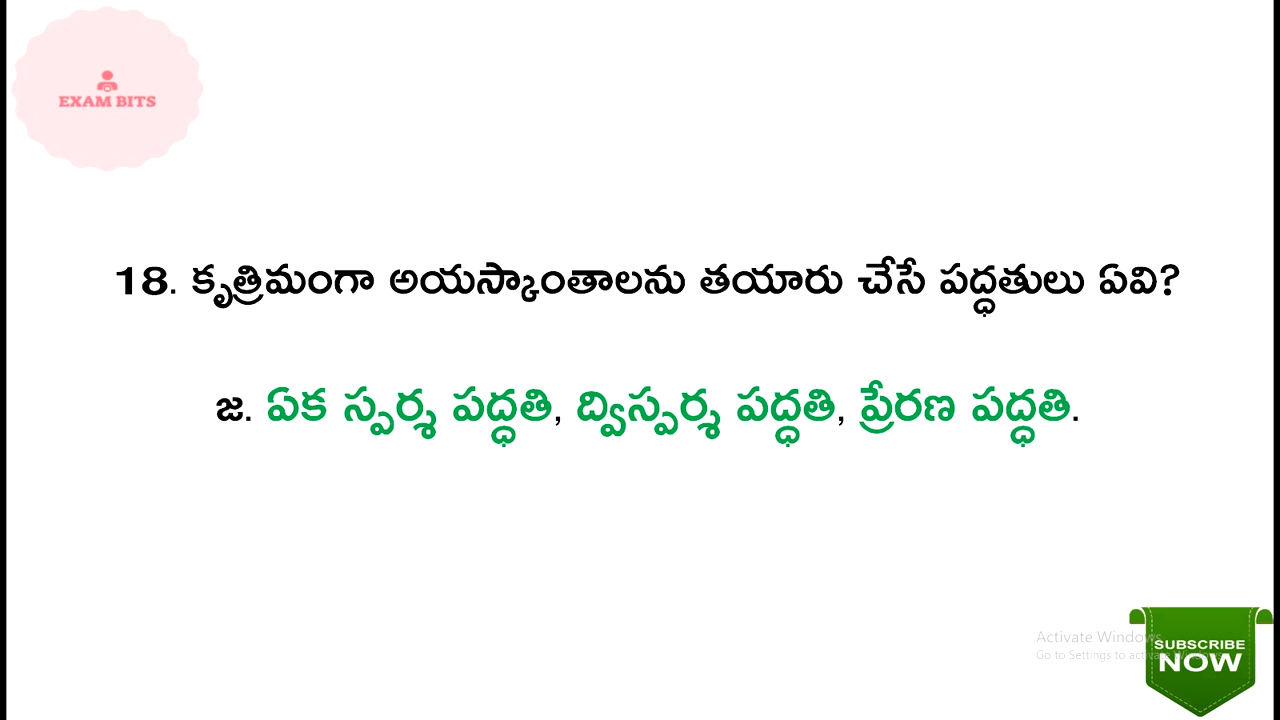 EXAM BITS
18. కృత్రిమంగా అయస్కాంతాలను తయారు చేసే పద్ధతులు ఏవి?
జ. ఏక స్పర్శ పద్ధతి, ద్విస్పర్శ పద్ధతి, ప్రేరణ పద్ధతి.
Activate Windows
Go to Settings to activate Windows.
SUBSCRIBE
NOW